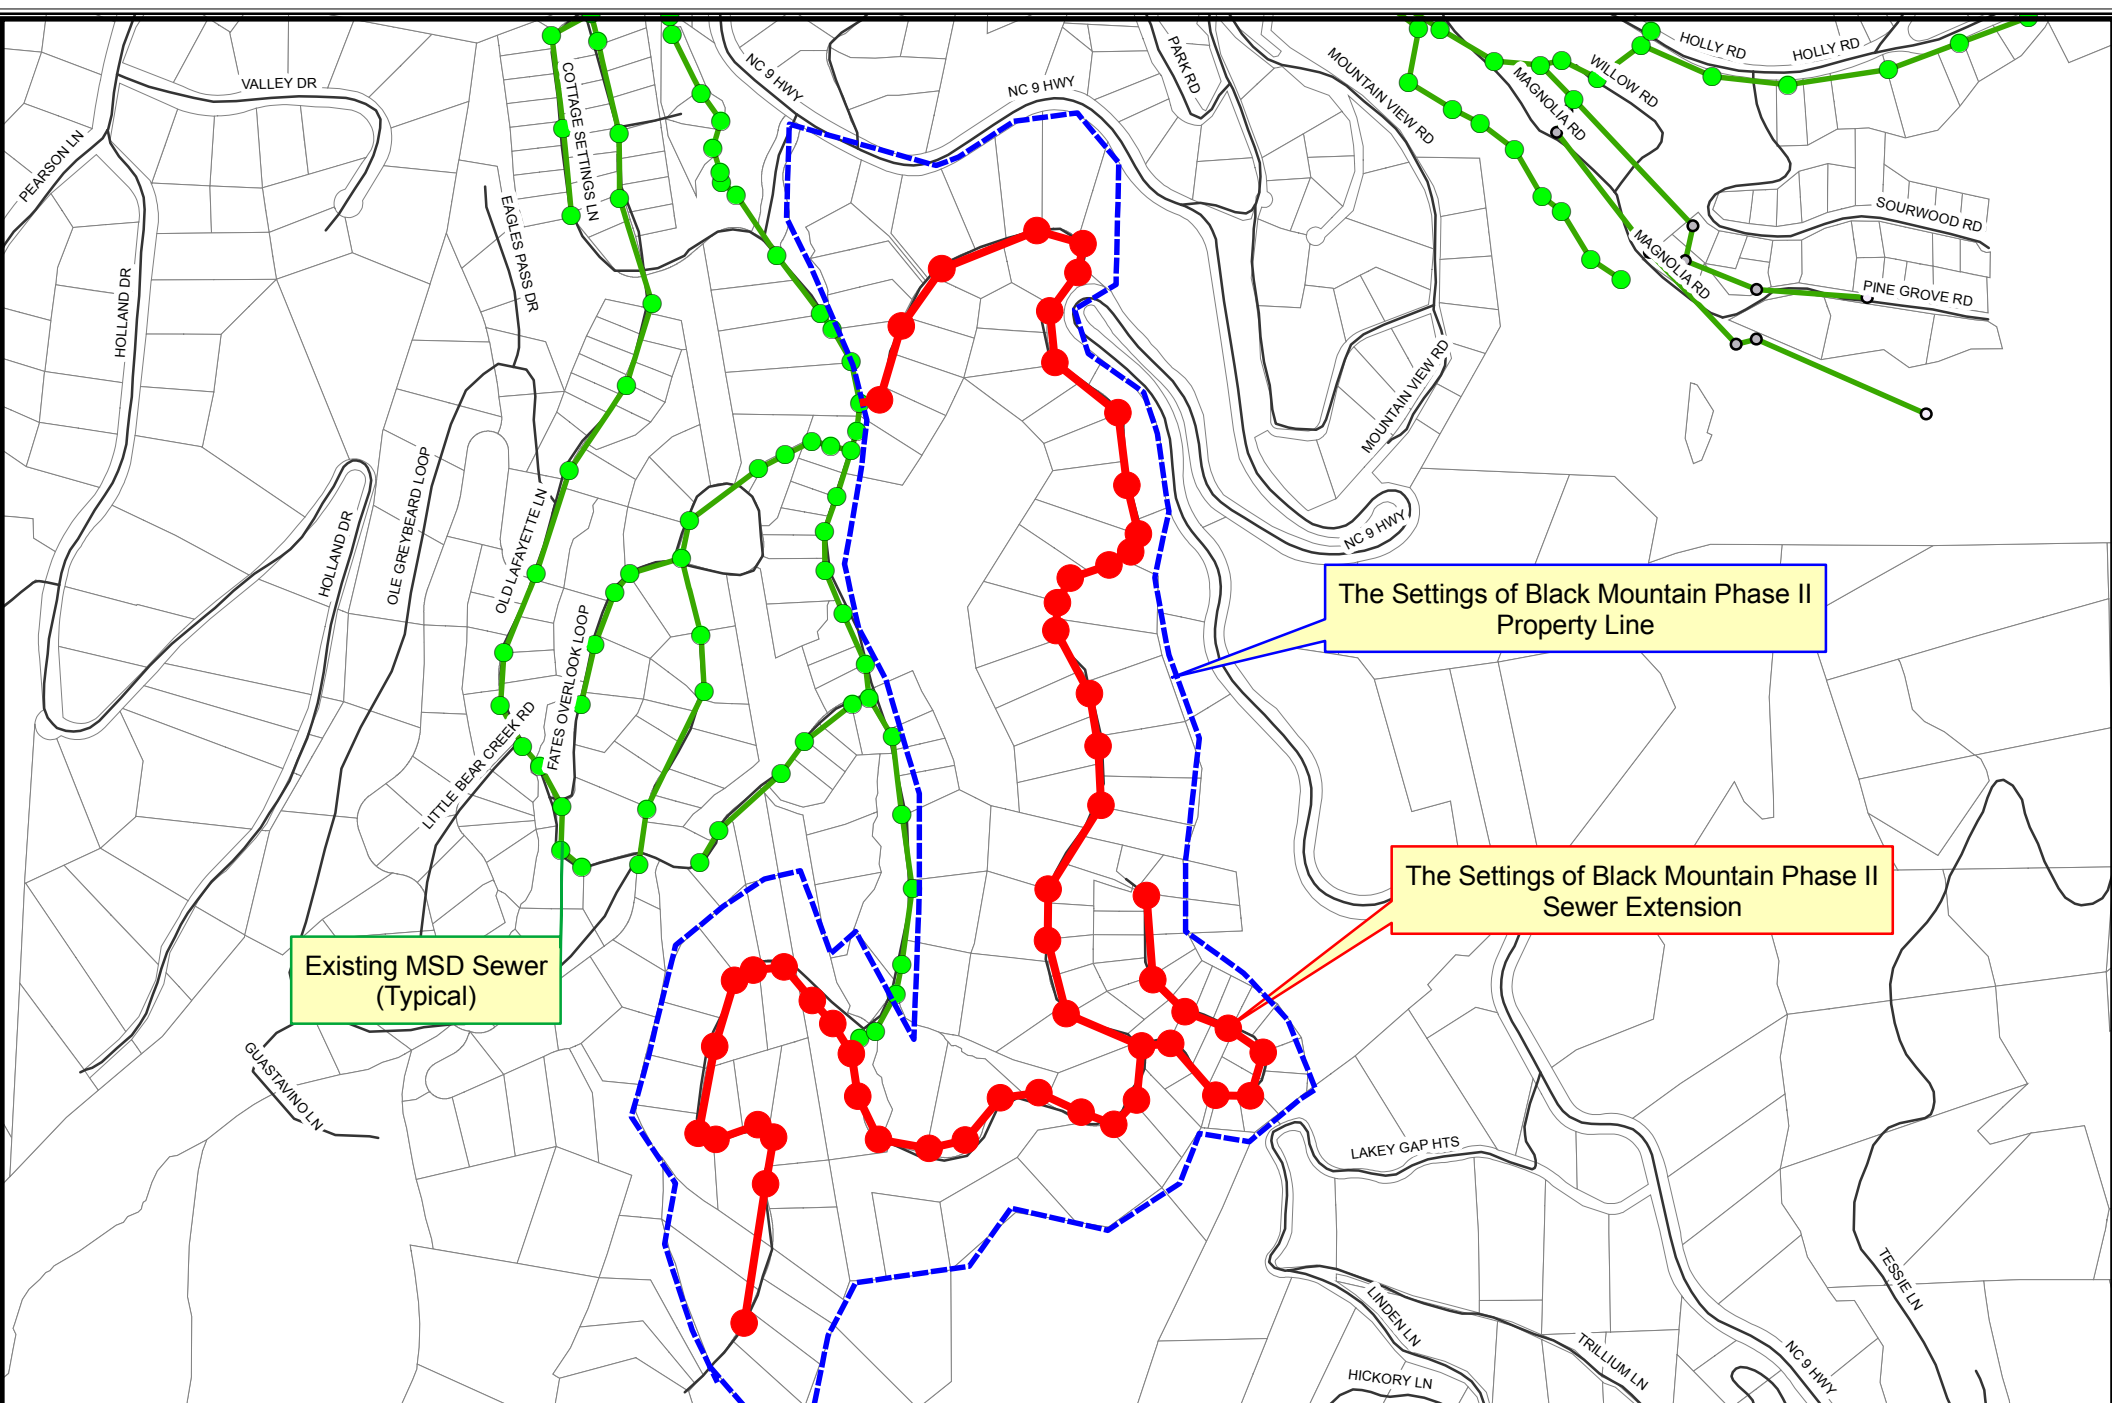 HOLLY RD
HOLLY RD
PARK RD
MOUNTAIN VIEW RD
NC 9 HWY
NC 9 HWY
VALLEY DR
COTTAGE SETTINGS LN
WILLOW RD
MAGNOLIA RD
PEARSON LN
EAGLES PASS DR
SOURWOOD RD
MAGNOLIA RD
PINE GROVE RD
HOLLAND DR
MOUNTAIN VIEW RD
OLE GREYBEARD LOOP
HOLLAND DR
OLD LAFAYETTE LN
NC 9 HWY
The Settings of Black Mountain Phase II
Property Line
FATES OVERLOOK LOOP
LITTLE BEAR CREEK RD
The Settings of Black Mountain Phase II
Sewer Extension
Existing MSD Sewer
(Typical)
GUASTAVINO LN
LAKEY GAP HTS
TESSIE LN
LINDEN LN
TRILLIUM LN
HICKORY LN
NC 9 HWY